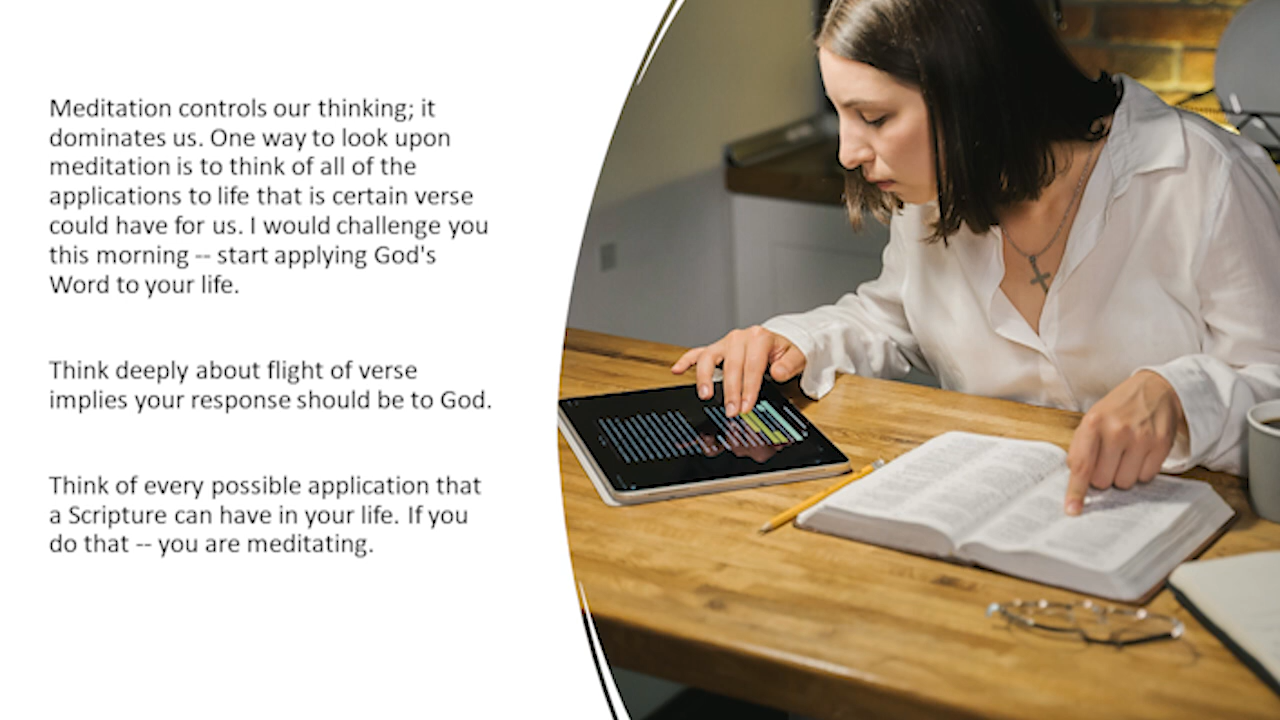 Meditation controls our thinking; it
dominates us. One way to look upon
meditation is to think of all of the
applications to life that is certain verse
could have for us. I would challenge you
this morning -- start applying God's
Word to your life.
Think deeply about flight of verse
implies your response should be to God.
Think of every possible application that
a Scripture can have in your life. If you
do that -- you are meditating.